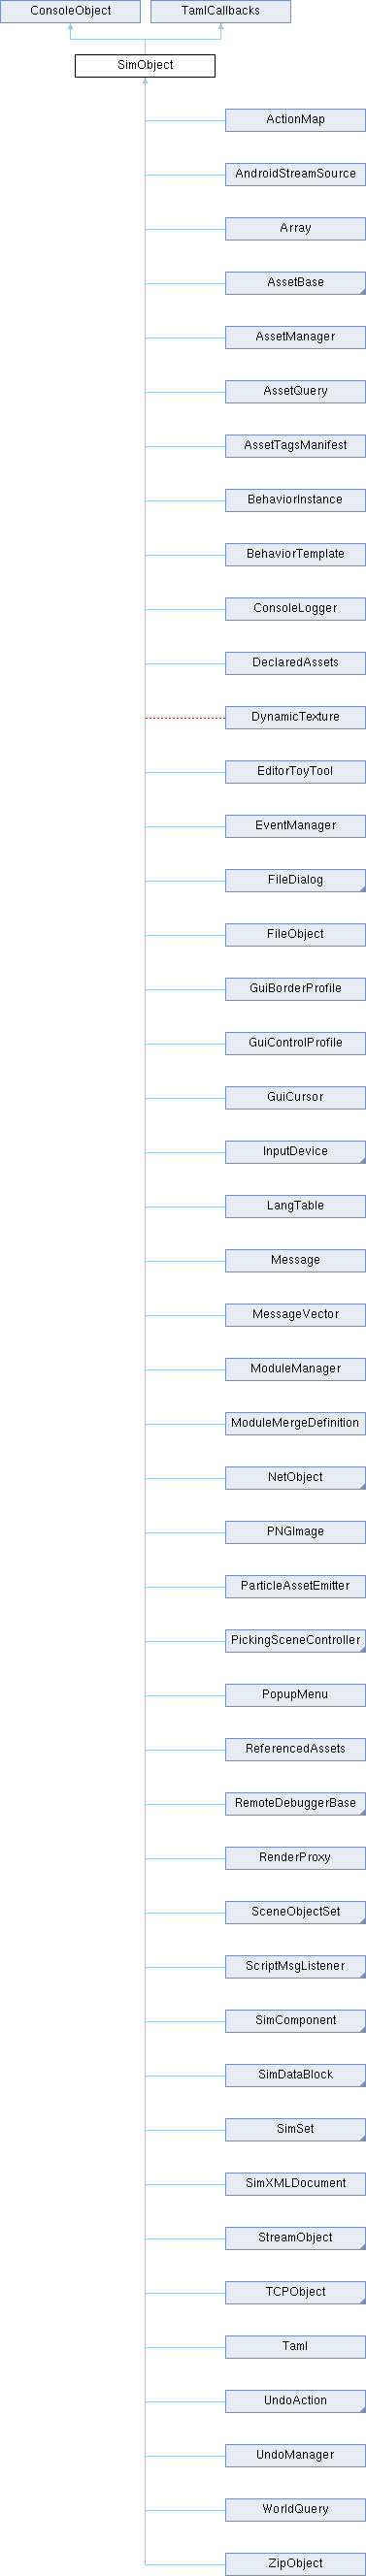 ConsoleObject
TamlCallbacks
SimObject
ActionMap
AndroidStreamSource
Array
AssetBase
AssetManager
AssetQuery
AssetTagsManifest
BehaviorInstance
BehaviorTemplate
ConsoleLogger
DeclaredAssets
DynamicTexture
EditorToyTool
EventManager
FileDialog
FileObject
GuiBorderProfile
GuiControlProfile
GuiCursor
InputDevice
LangTable
Message
MessageVector
ModuleManager
ModuleMergeDefinition
NetObject
PNGImage
ParticleAssetEmitter
PickingSceneController
PopupMenu
ReferencedAssets
RemoteDebuggerBase
RenderProxy
SceneObjectSet
ScriptMsgListener
SimComponent
SimDataBlock
SimSet
SimXMLDocument
StreamObject
TCPObject
Taml
UndoAction
UndoManager
WorldQuery
ZipObject